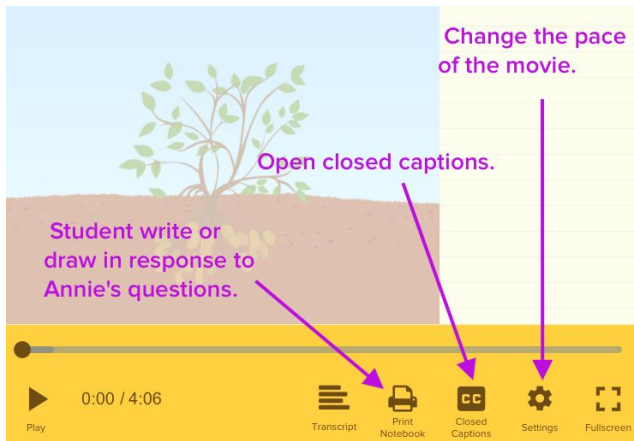 Change the pace
of the movie.
Open closed captions.
Student write or
draw in response to
Annie's questions.
0:00 / 4:06
CC
Play
Transcript
Print
Notebook
Closed
Captions
Settings
Fullscreen